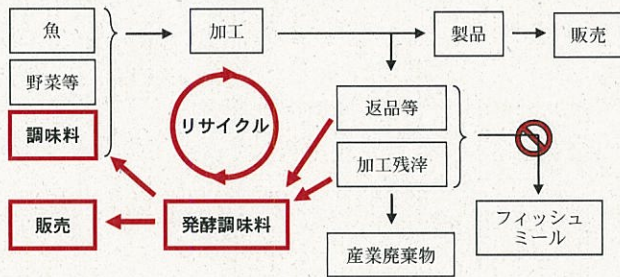 魚
加工
製品
販売
野菜等
調味料
リサイクル
返品等
加工残滓
販売
発酵調味料
産業廃棄物
フィッシュ
ミール